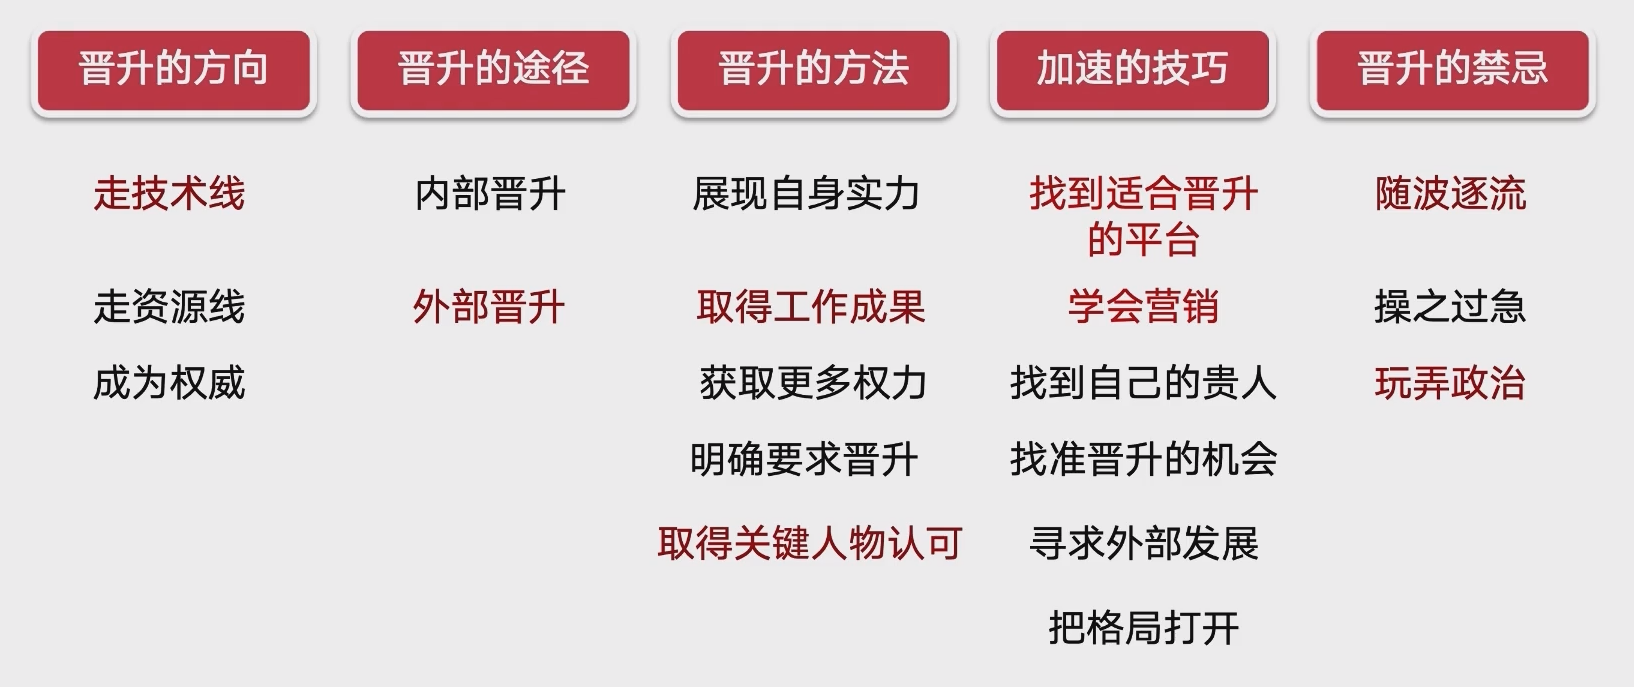 晋升的方向
走技术线
走资源线
成为权威
晋升的途径
内部晋升
外部晋升
晋升的方法
展现自身实力
取得工作成果
获取更多权力
明确要求晋升
取得关键人物认可
加速的技巧
找到适合晋升
的平台
学会营销
找到自己的贵人
找准晋升的机会
寻求外部发展
把格局打开
晋升的禁忌
随波逐流
操之过急
玩弄政治